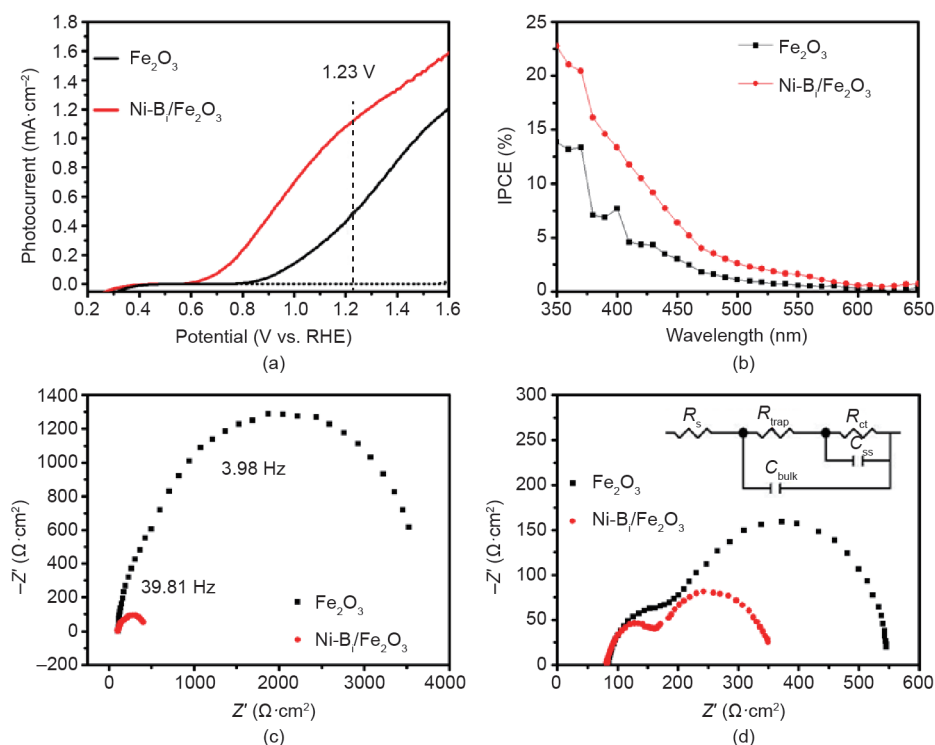 1.8
1.6
1.4
1.2
1.0
0.8
0.6
0.4
0.2
0.0
Photocurrent (mA·cm⁻²)
Fe₂O₃
Ni-Bᵢ/Fe₂O₃
1.23 V
0.2 0.4 0.6 0.8 1.0 1.2 1.4 1.6
Potential (V vs. RHE)
(a)
25
20
15
10
5
0
IPCE (%)
Fe₂O₃
Ni-Bᵢ/Fe₂O₃
350 400 450 500 550 600 650
Wavelength (nm)
(b)
1400
1200
1000
800
600
400
200
0
–200
–Z′ (Ω·cm²)
3.98 Hz
39.81 Hz
Fe₂O₃
Ni-Bᵢ/Fe₂O₃
0 1000 2000 3000 4000
Z′ (Ω·cm²)
(c)
300
250
200
150
100
50
0
–Z′ (Ω·cm²)
Rₛ
R_trap
R_ct
C_ss
C_bulk
Fe₂O₃
Ni-Bᵢ/Fe₂O₃
0 100 200 300 400 500 600
Z′ (Ω·cm²)
(d)